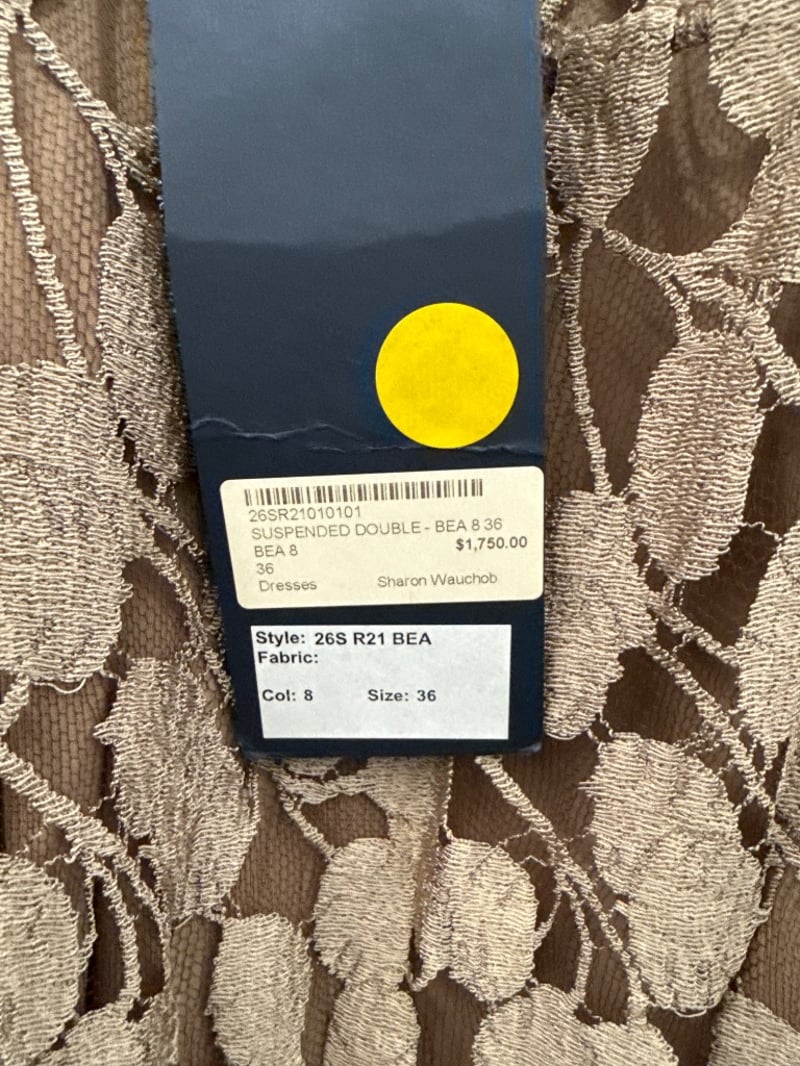 26SR21010101
SUSPENDED DOUBLE - BEA 8 36
BEA 8 $1,750.00
36
Dresses Sharon Wauchob
Style: 26S R21 BEA
Fabric:
Col: 8 Size: 36